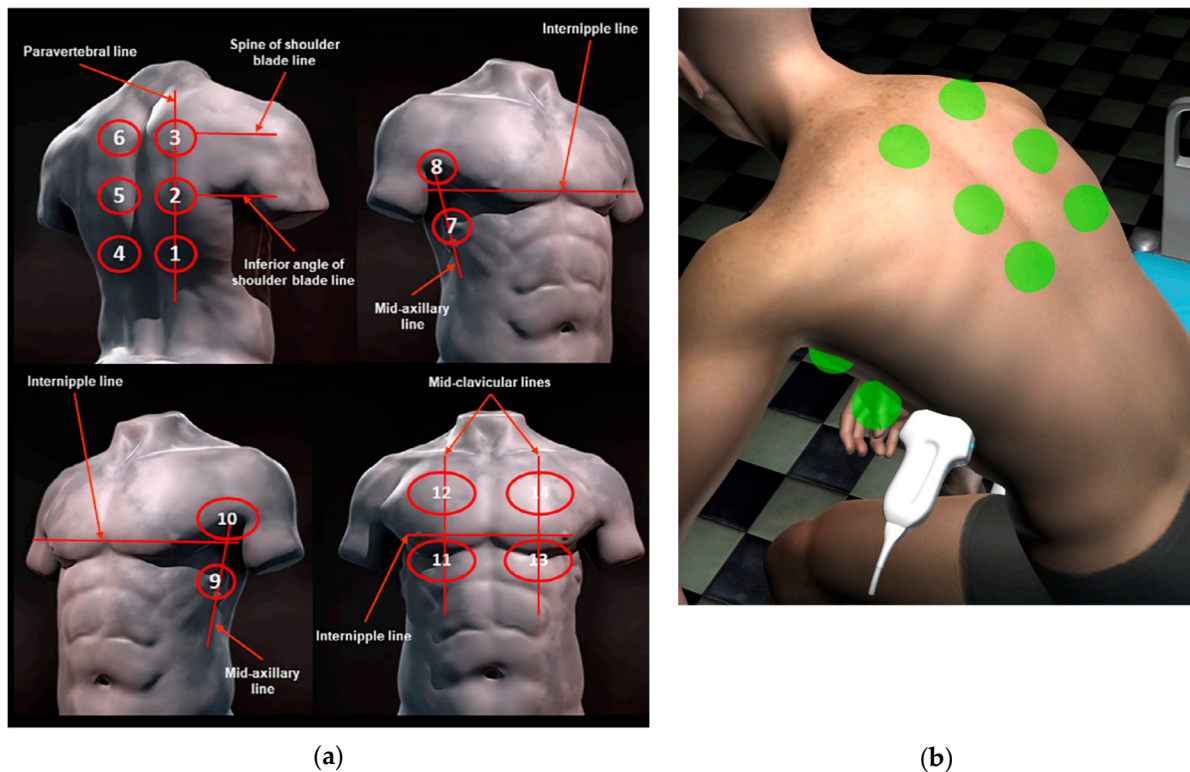 Paravertebral line
Spine of shoulder
blade line
6
3
5
2
4
1
Inferior angle of
shoulder blade line
Internipple line
8
7
Mid-axillary
line
Internipple line
10
9
Mid-axillary
line
Mid-clavicular lines
12
14
11
13
Internipple line
(a)
(b)